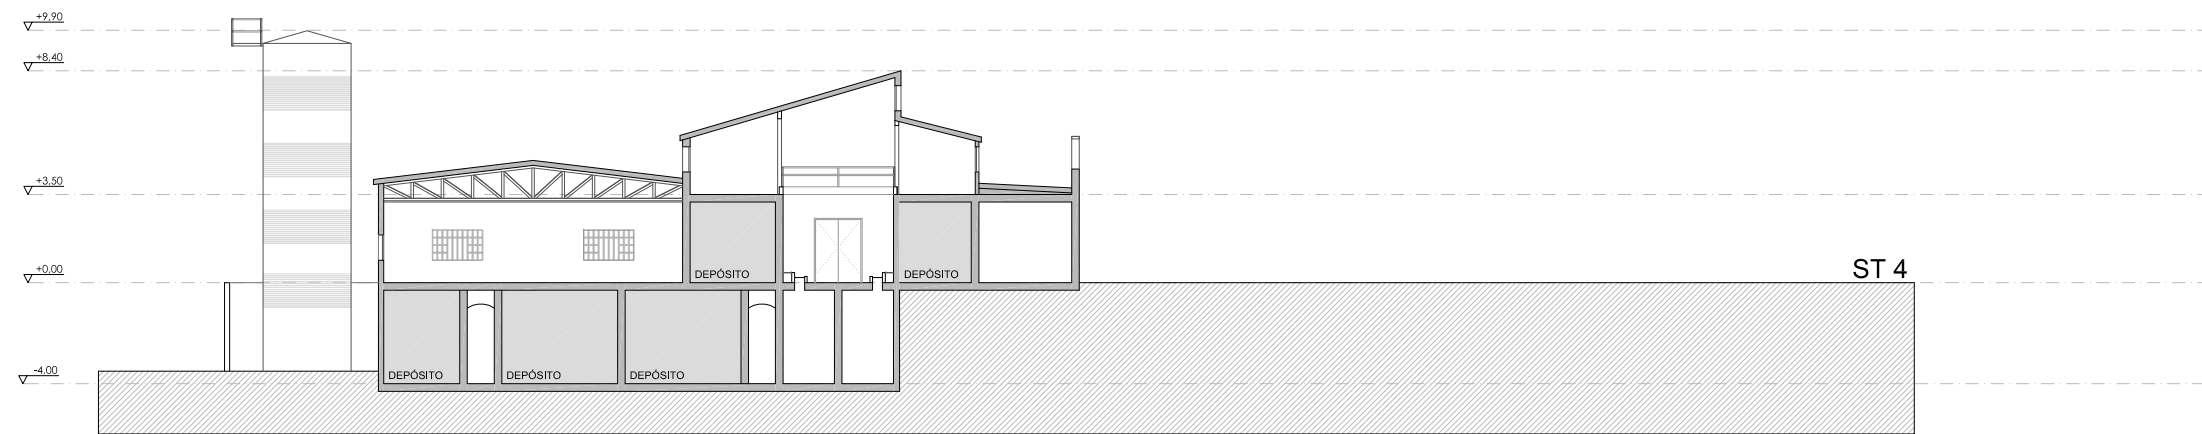 +9,90
+8,40
+3,50
+0,00
DEPÓSITO
DEPÓSITO
ST 4
-4,00
DEPÓSITO
DEPÓSITO
DEPÓSITO